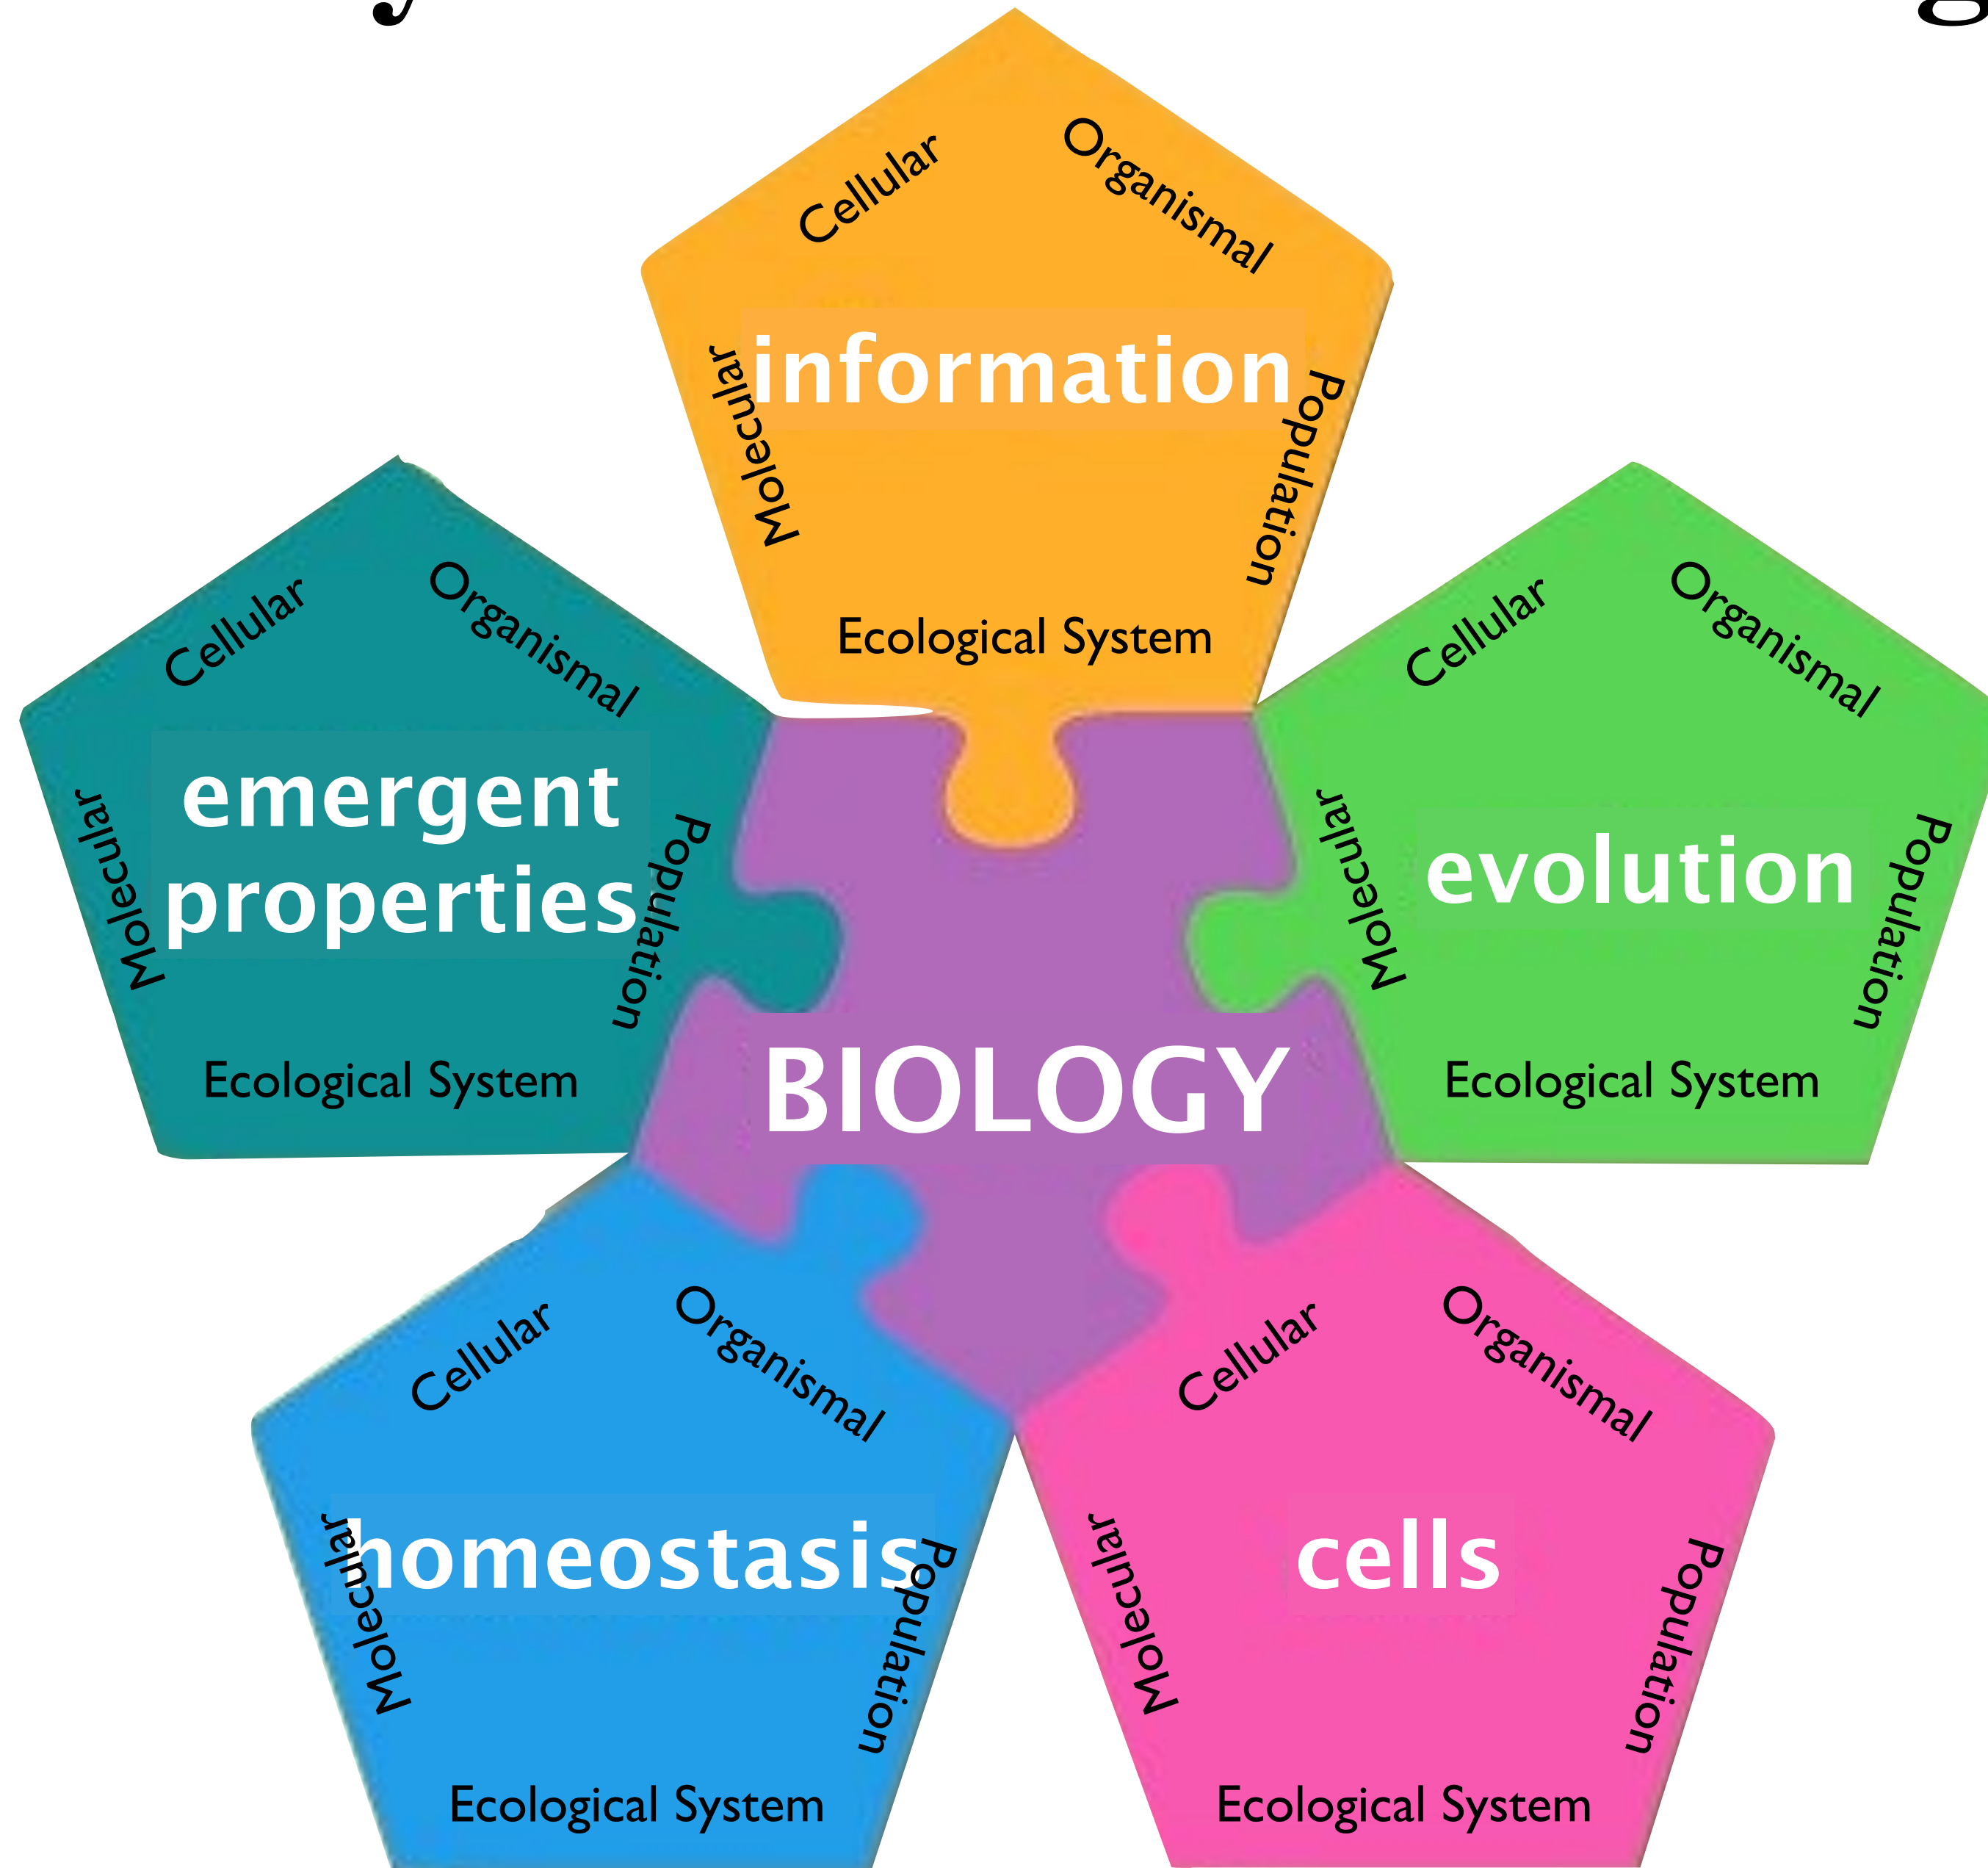 Cellular
Organismal
Molecular
information
Population
Ecological System
Cellular
Organismal
Molecular
emergent
properties
Population
Ecological System
Cellular
Organismal
Molecular
evolution
Population
Ecological System
BIOLOGY
Cellular
Organismal
Molecular
homeostasis
Population
Ecological System
Cellular
Organismal
Molecular
cells
Population
Ecological System